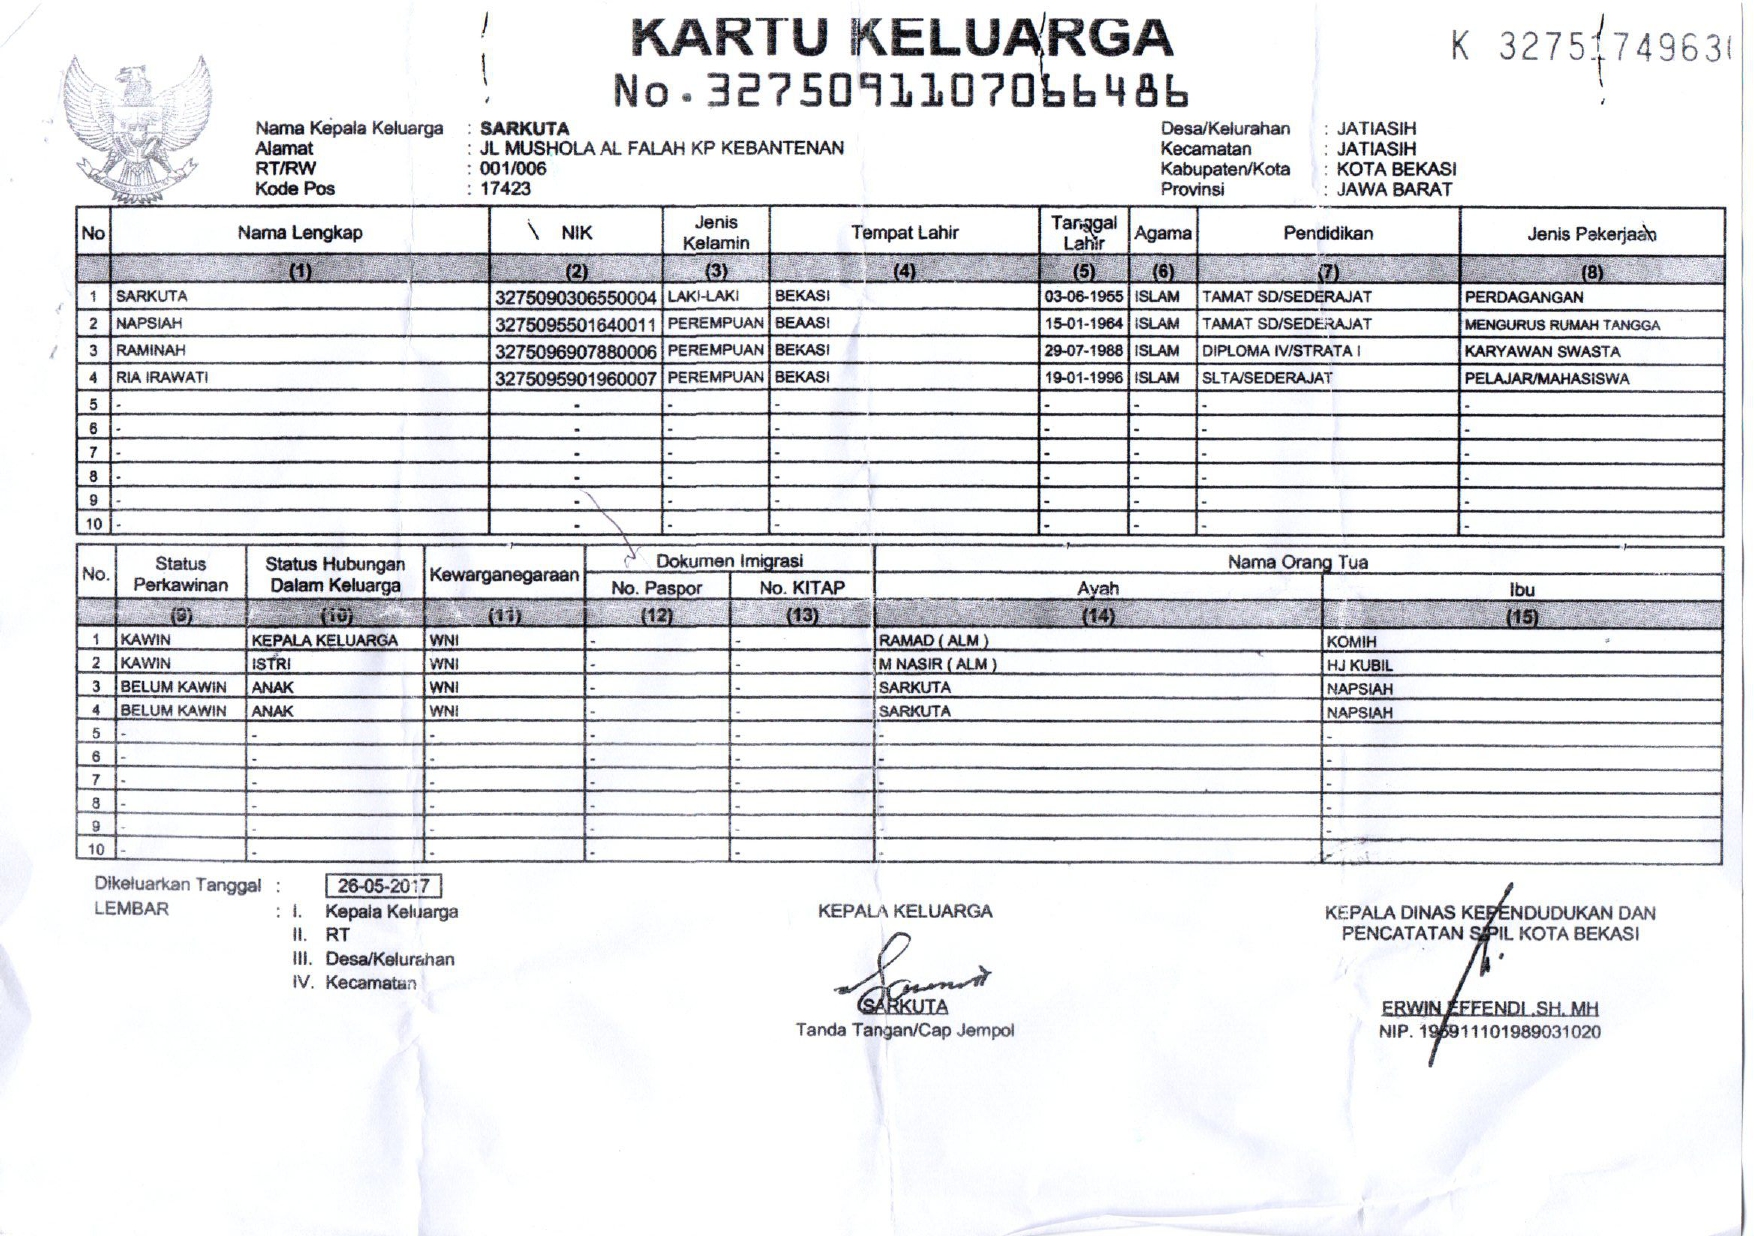 KARTU KELUARGA
K 3275174963
No. 3275091107066486
Nama Kepala Keluarga : SARKUTA
Alamat : JL MUSHOLA AL FALAH KP KEBANTENAN
RT/RW : 001/006
Kode Pos : 17423
Desa/Kelurahan : JATIASIH
Kecamatan : JATIASIH
Kabupaten/Kota : KOTA BEKASI
Provinsi : JAWA BARAT
No Nama Lengkap NIK Jenis Kelamin Tempat Lahir Tanggal Lahir Agama Pendidikan Jenis Pekerjaan
(1) (2) (3) (4) (5) (6) (7) (8)
1 SARKUTA 3275090306550004 LAKI-LAKI BEKASI 03-06-1955 ISLAM TAMAT SD/SEDERAJAT PERDAGANGAN
2 NAPSIAH 3275095501640011 PEREMPUAN BEAASI 15-01-1964 ISLAM TAMAT SD/SEDERAJAT MENGURUS RUMAH TANGGA
3 RAMINAH 3275096907880006 PEREMPUAN BEKASI 29-07-1988 ISLAM DIPLOMA IV/STRATA I KARYAWAN SWASTA
4 RIA IRAWATI 3275095901960007 PEREMPUAN BEKASI 19-01-1996 ISLAM SLTA/SEDERAJAT PELAJAR/MAHASISWA
5 - - - - - - - -
6 - - - - - - - -
7 - - - - - - - -
8 - - - - - - - -
9 - - - - - - - -
10 - - - - - - - -
No. Status Perkawinan Status Hubungan Dalam Keluarga Kewarganegaraan Dokumen Imigrasi Nama Orang Tua
No. Paspor No. KITAP Ayah Ibu
(9) (10) (11) (12) (13) (14) (15)
1 KAWIN KEPALA KELUARGA WNI - - RAMAD ( ALM ) KOMIH
2 KAWIN ISTRI WNI - - M NASIR ( ALM ) HJ KUBIL
3 BELUM KAWIN ANAK WNI - - SARKUTA NAPSIAH
4 BELUM KAWIN ANAK WNI - - SARKUTA NAPSIAH
5 - - - - - - -
6 - - - - - - -
7 - - - - - - -
8 - - - - - - -
9 - - - - - - -
10 - - - - - - -
Dikeluarkan Tanggal : 26-05-2017
LEMBAR : I. Kepala Keluarga
II. RT
III. Desa/Kelurahan
IV. Kecamatan
KEPALA KELUARGA
SARKUTA
Tanda Tangan/Cap Jempol
KEPALA DINAS KEPENDUDUKAN DAN
PENCATATAN SIPIL KOTA BEKASI
ERWIN EFFENDI .SH, MH
NIP. 195911101989031020